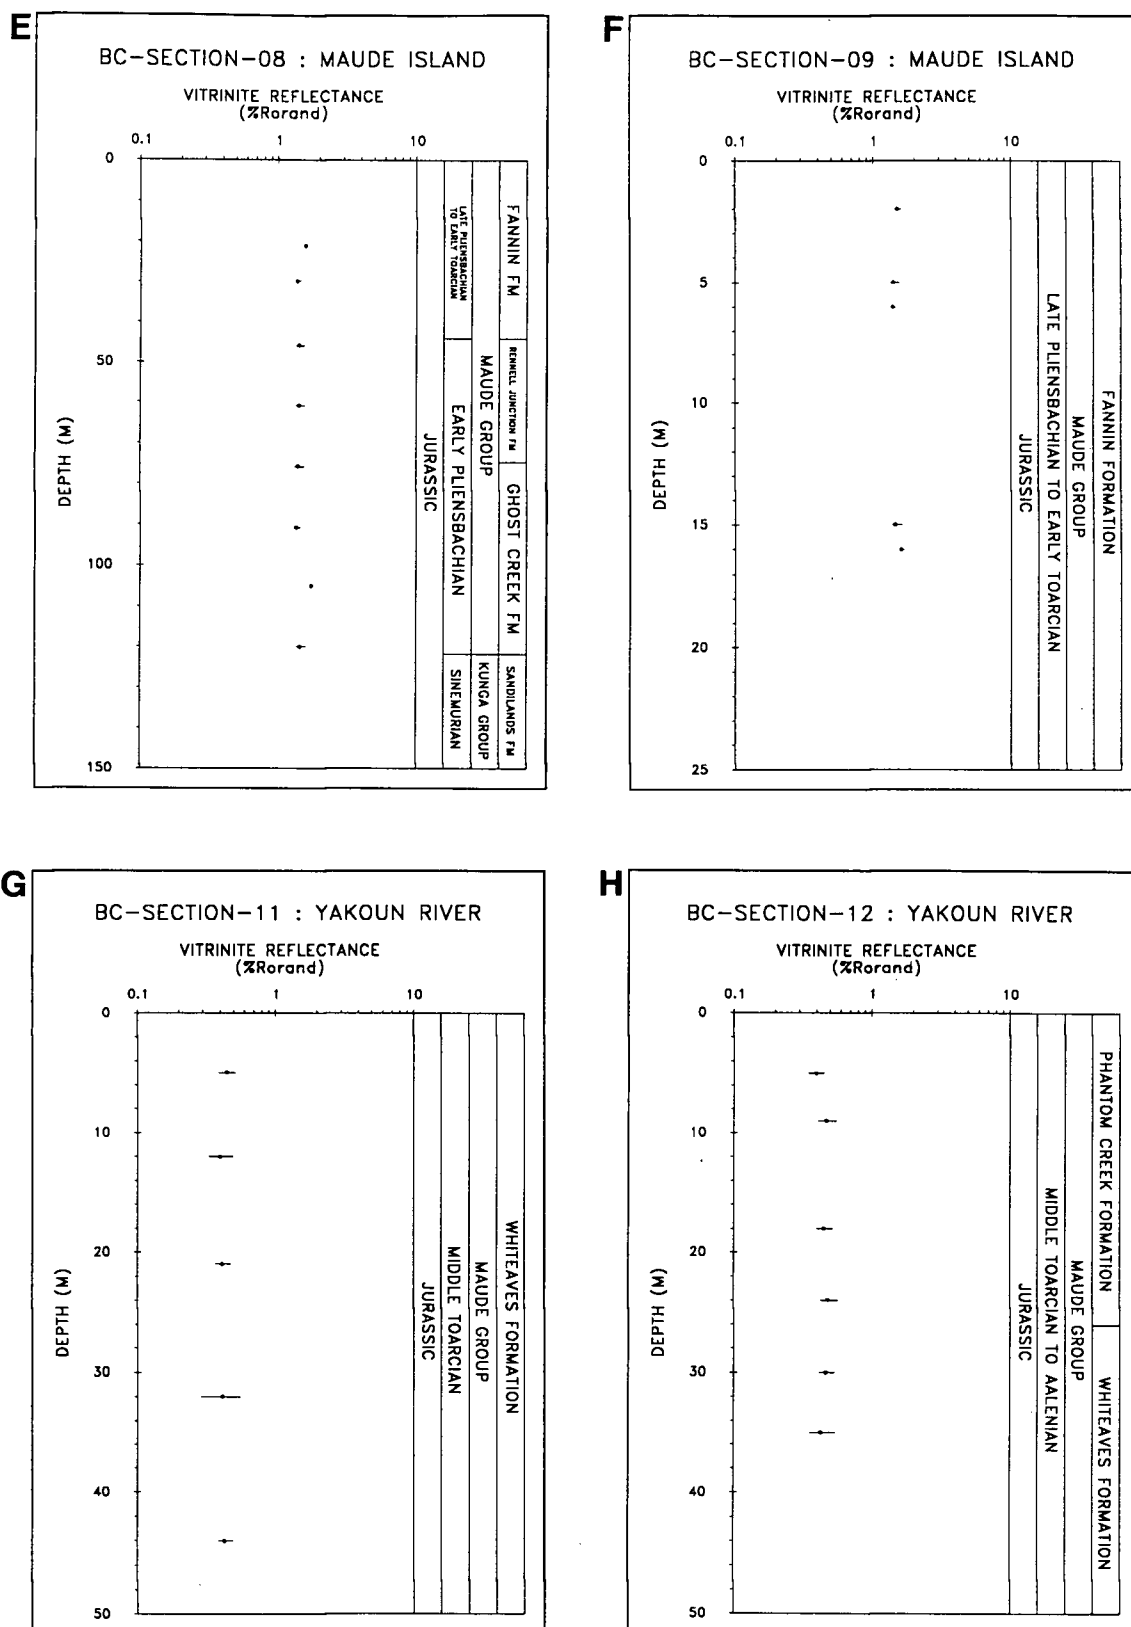 E
BC-SECTION-08 : MAUDE ISLAND
VITRINITE REFLECTANCE
(%Rorand)
0.1 1 10
0
50
100
150
DEPTH (M)
JURASSIC
LATE PLIENSBACHIAN
TO EARLY TOARCIAN
EARLY PLIENSBACHIAN
SINEMURIAN
MAUDE GROUP
KUNGA GROUP
FANNIN FM
RENNELL JUNCTION FM
GHOST CREEK FM
SANDILANDS FM
F
BC-SECTION-09 : MAUDE ISLAND
VITRINITE REFLECTANCE
(%Rorand)
0.1 1 10
0
5
10
15
20
25
DEPTH (M)
JURASSIC
LATE PLIENSBACHIAN TO EARLY TOARCIAN
MAUDE GROUP
FANNIN FORMATION
G
BC-SECTION-11 : YAKOUN RIVER
VITRINITE REFLECTANCE
(%Rorand)
0.1 1 10
0
10
20
30
40
50
DEPTH (M)
JURASSIC
MIDDLE TOARCIAN
MAUDE GROUP
WHITEAVES FORMATION
H
BC-SECTION-12 : YAKOUN RIVER
VITRINITE REFLECTANCE
(%Rorand)
0.1 1 10
0
10
20
30
40
50
DEPTH (M)
JURASSIC
MIDDLE TOARCIAN TO AALENIAN
MAUDE GROUP
PHANTOM CREEK FORMATION
WHITEAVES FORMATION